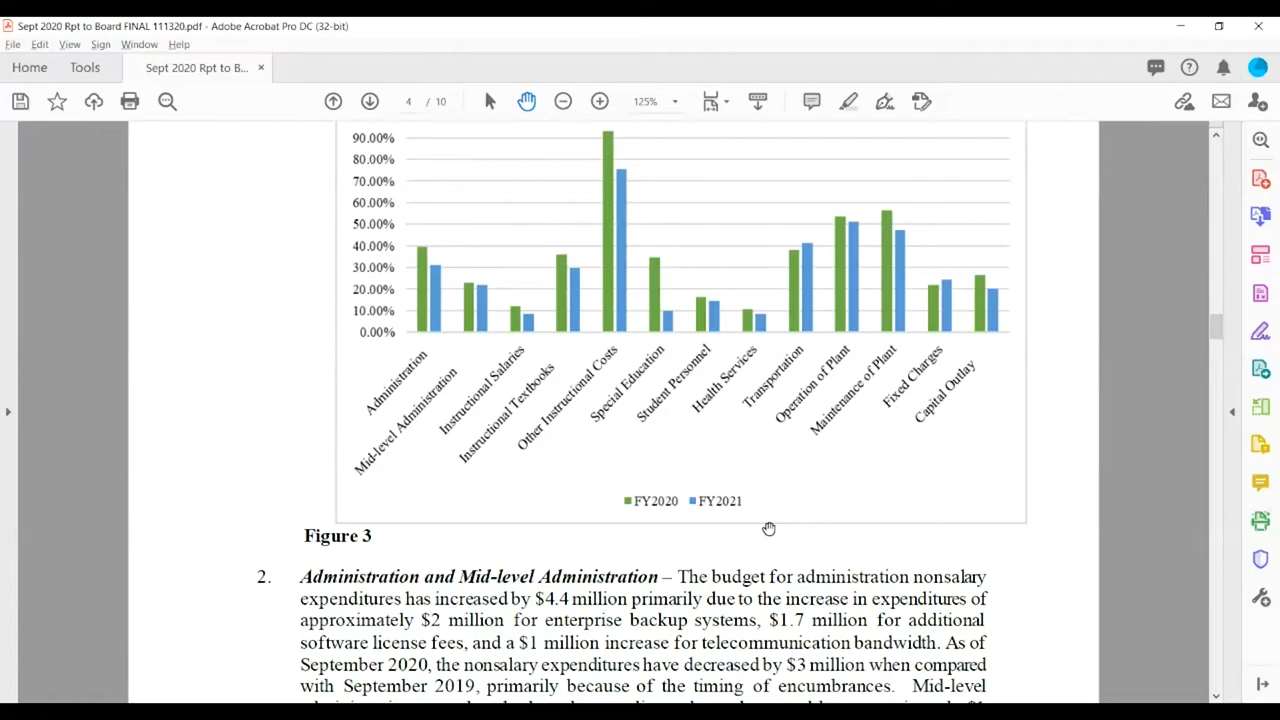 Sept 2020 Rpt to Board FINAL 111320.pdf - Adobe Acrobat Pro DC (32-bit)
File Edit View Sign Window Help
Home Tools Sept 2020 Rpt to B... ×
4 / 10 125%
90.00%
80.00%
70.00%
60.00%
50.00%
40.00%
30.00%
20.00%
10.00%
0.00%
Administration
Mid-level Administration
Instructional Salaries
Instructional Textbooks
Other Instructional Costs
Special Education
Student Personnel
Health Services
Transportation
Operation of Plant
Maintenance of Plant
Fixed Charges
Capital Outlay
FY2020 FY2021
Figure 3
2. Administration and Mid-level Administration – The budget for administration nonsalary
expenditures has increased by $4.4 million primarily due to the increase in expenditures of
approximately $2 million for enterprise backup systems, $1.7 million for additional
software license fees, and a $1 million increase for telecommunication bandwidth. As of
September 2020, the nonsalary expenditures have decreased by $3 million when compared
with September 2019, primarily because of the timing of encumbrances. Mid-level